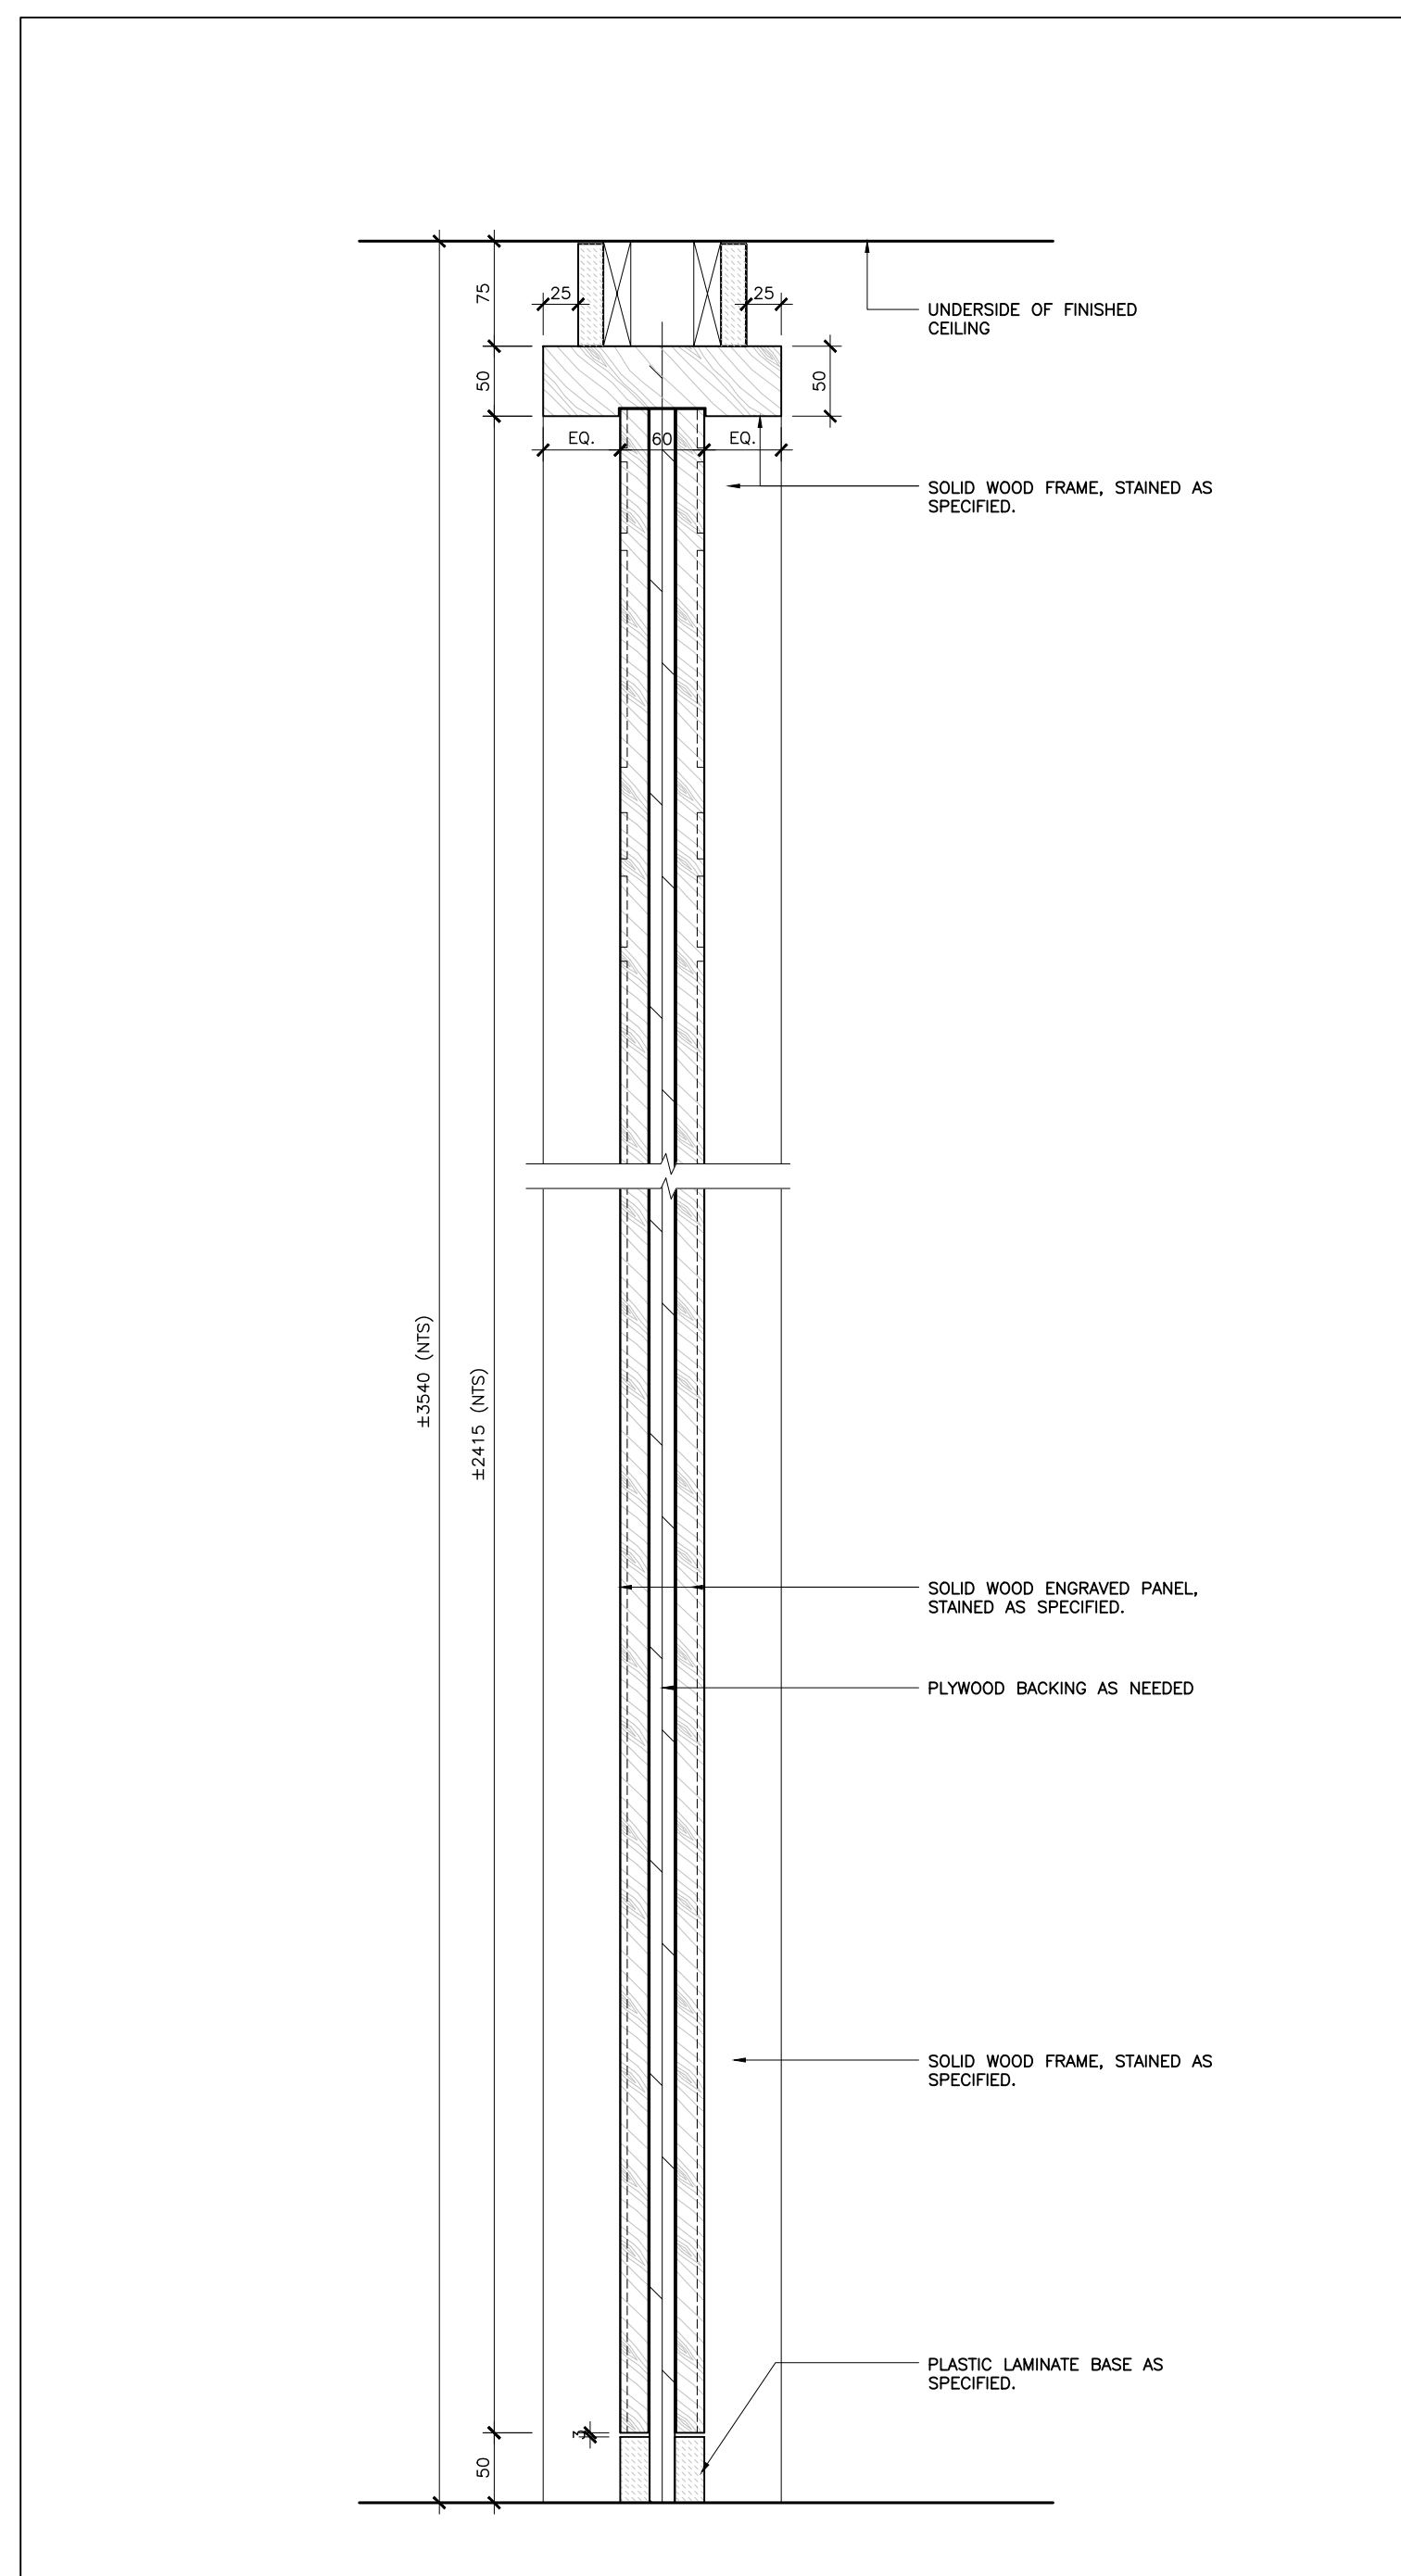 75
25
25
UNDERSIDE OF FINISHED
CEILING
50
50
EQ.
60
EQ.
SOLID WOOD FRAME, STAINED AS
SPECIFIED.
±3540 (NTS)
±2415 (NTS)
SOLID WOOD ENGRAVED PANEL,
STAINED AS SPECIFIED.
PLYWOOD BACKING AS NEEDED
SOLID WOOD FRAME, STAINED AS
SPECIFIED.
PLASTIC LAMINATE BASE AS
SPECIFIED.
3
50